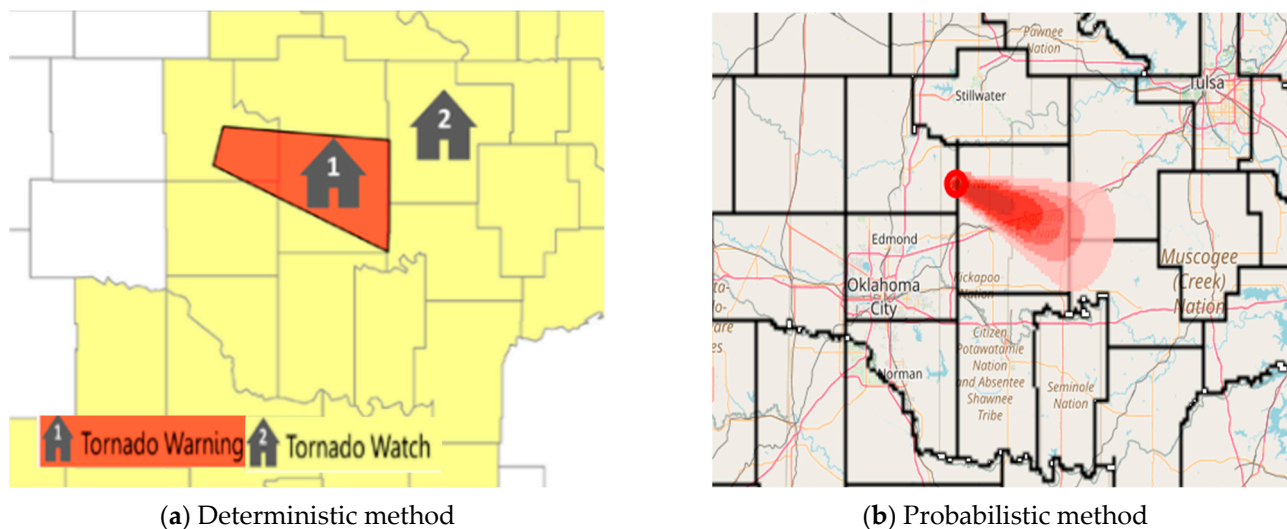 1
2
1
Tornado Warning
2
Tornado Watch
(a) Deterministic method
Pawnee
Nation
Tulsa
Stillwater
Edmond
Oklahoma
City
Kickapoo
Nation
Muscogee
(Creek)
Nation
Citizen
Potawatamie
Nation
and Absentee
Shawnee
Tribe
Norman
Seminole
Nation
(b) Probabilistic method